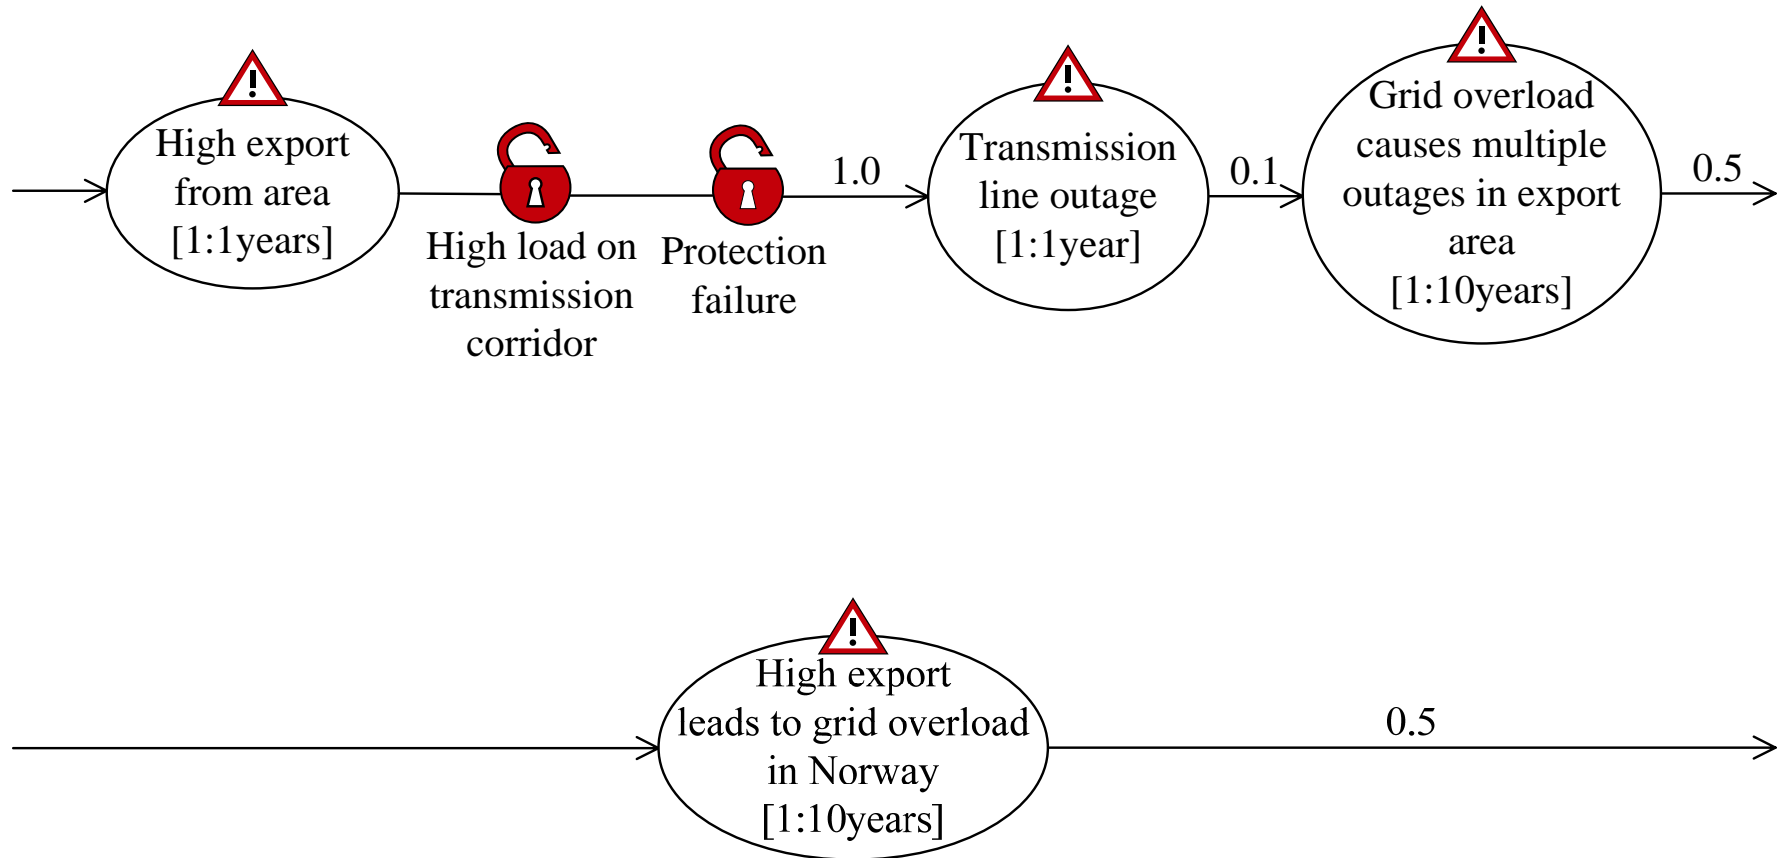 High export
from area
[1:1years]
High load on
transmission
corridor
Protection
failure
1.0
Transmission
line outage
[1:1year]
0.1
Grid overload
causes multiple
outages in export
area
[1:10years]
0.5
High export
leads to grid overload
in Norway
[1:10years]
0.5